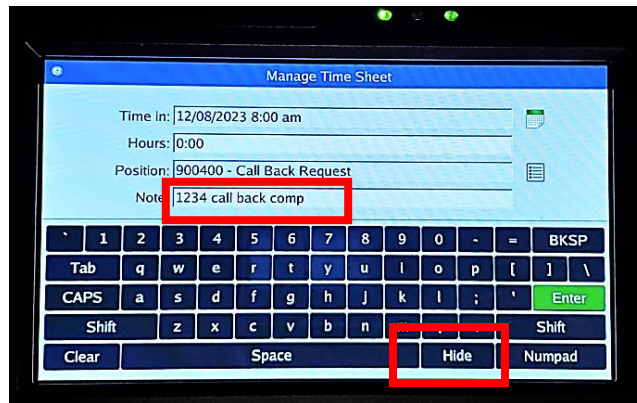 Manage Time Sheet
Time in: 12/08/2023 8:00 am
Hours: 0:00
Position: 900400 - Call Back Request
Note 1234 call back comp
` 1 2 3 4 5 6 7 8 9 0 - = BKSP
Tab q w e r t y u i o p [ ] \
CAPS a s d f g h j k l ; ' Enter
Shift z x c v b n Shift
Clear Space Hide Numpad